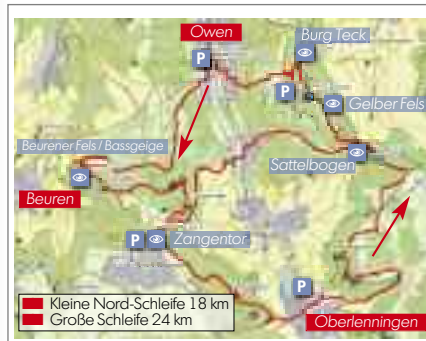 Owen
Burg Teck
P
P
Gelber Fels
Beurener Fels / Bassgeige
Sattelbogen
Beuren
P
Zangentor
P
Oberlenningen
Kleine Nord-Schleife 18 km
Große Schleife 24 km